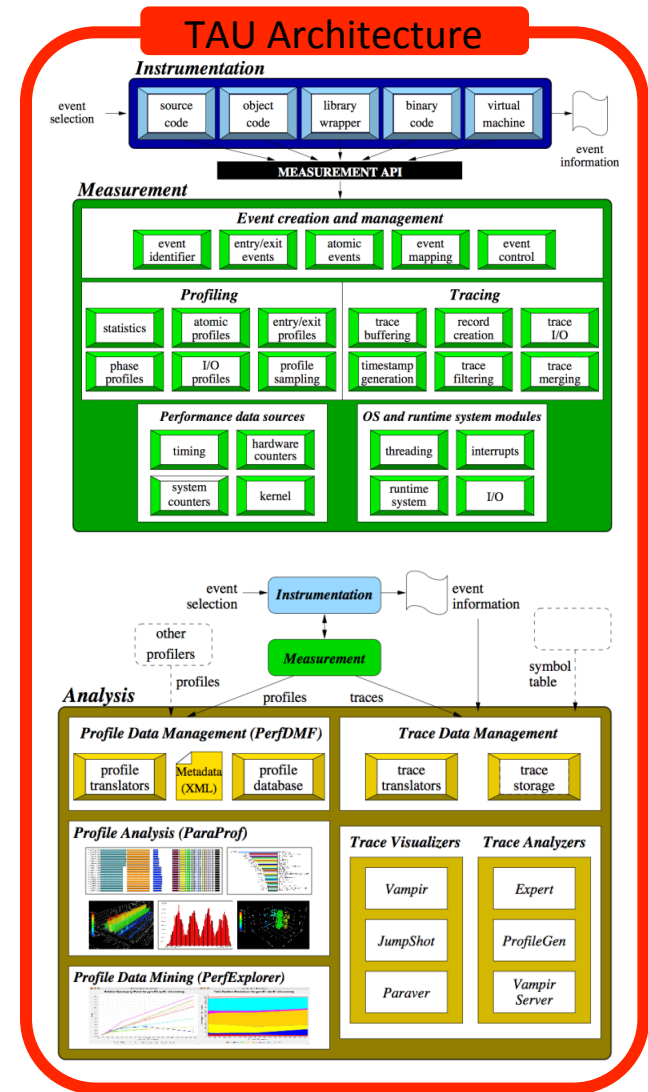 TAU Architecture
Instrumentation
event
selection
source
code
object
code
library
wrapper
binary
code
virtual
machine
event
information
MEASUREMENT API
Measurement
Event creation and management
event
identifier
entry/exit
events
atomic
events
event
mapping
event
control
Profiling
statistics
atomic
profiles
entry/exit
profiles
phase
profiles
I/O
profiles
profile
sampling
Tracing
trace
buffering
record
creation
trace
I/O
timestamp
generation
trace
filtering
trace
merging
Performance data sources
timing
hardware
counters
system
counters
kernel
OS and runtime system modules
threading
interrupts
runtime
system
I/O
event
selection
Instrumentation
event
information
other
profilers
Measurement
symbol
table
profiles
profiles
traces
Analysis
Profile Data Management (PerfDMF)
profile
translators
Metadata
(XML)
profile
database
Trace Data Management
trace
translators
trace
storage
Profile Analysis (ParaProf)
Profile Data Mining (PerfExplorer)
Trace Visualizers
Vampir
JumpShot
Paraver
Trace Analyzers
Expert
ProfileGen
Vampir
Server